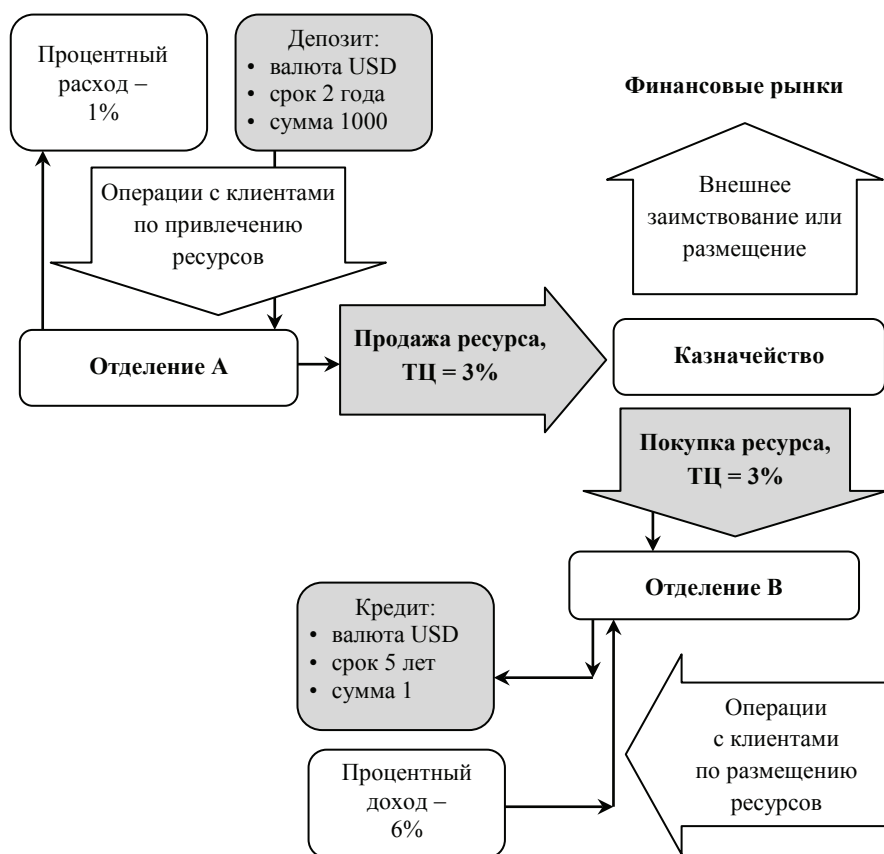 Процентный
расход –
1%
Депозит:
• валюта USD
• срок 2 года
• сумма 1000
Финансовые рынки
Операции с клиентами
по привлечению
ресурсов
Внешнее
заимствование или
размещение
Отделение А
Продажа ресурса,
ТЦ = 3%
Казначейство
Покупка ресурса,
ТЦ = 3%
Отделение В
Кредит:
• валюта USD
• срок 5 лет
• сумма 1
Операции
с клиентами
по размещению
ресурсов
Процентный
доход –
6%